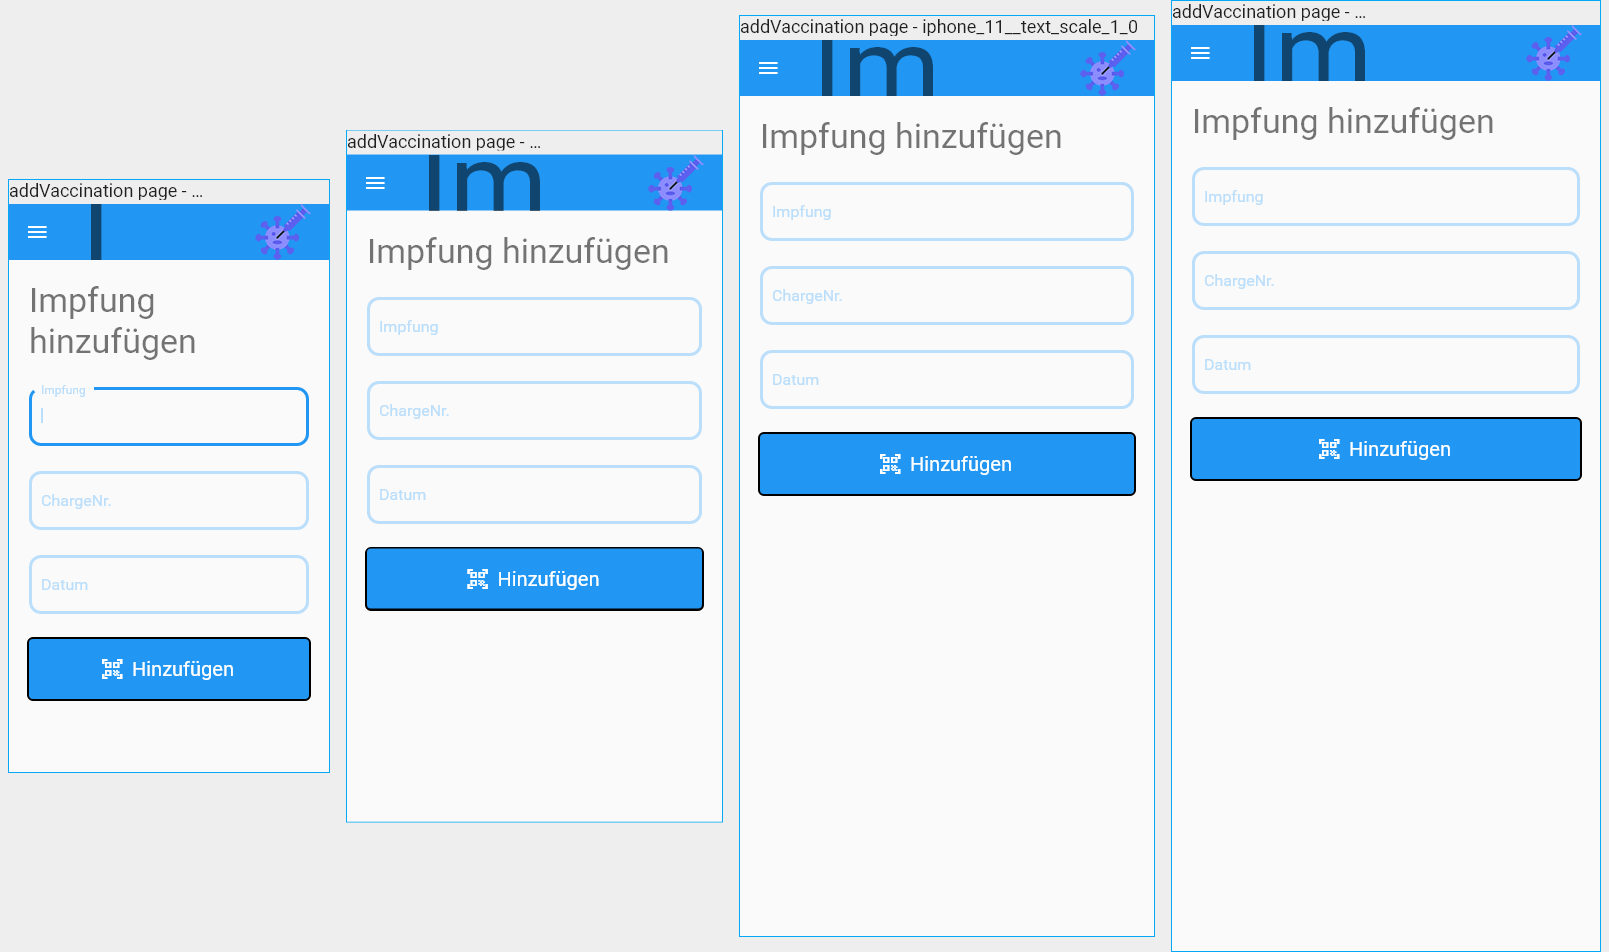 addVaccination page - ...
I
Impfung
hinzufügen
Impfung
ChargeNr.
Datum
Hinzufügen
addVaccination page - ...
Im
Impfung hinzufügen
Impfung
ChargeNr.
Datum
Hinzufügen
addVaccination page - iphone_11__text_scale_1_0
Im
Impfung hinzufügen
Impfung
ChargeNr.
Datum
Hinzufügen
addVaccination page - ...
Im
Impfung hinzufügen
Impfung
ChargeNr.
Datum
Hinzufügen